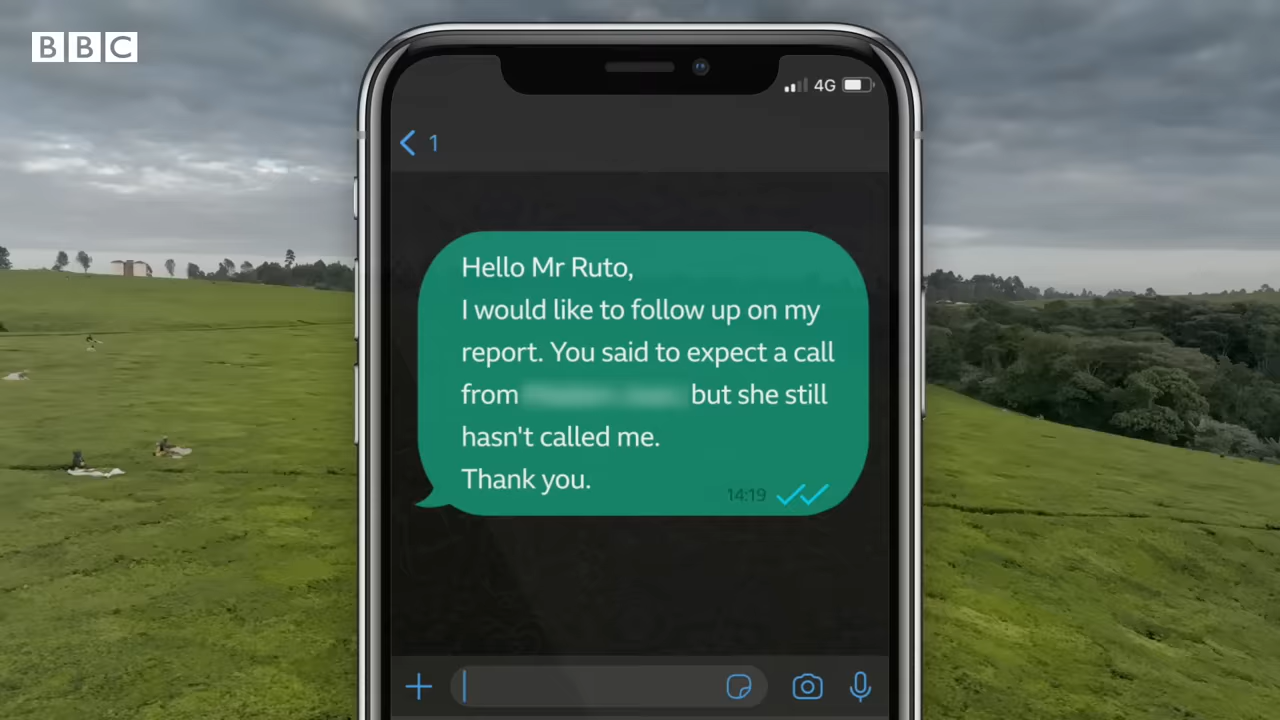 BBC
4G
1
Hello Mr Ruto,
I would like to follow up on my
report. You said to expect a call
from but she still
hasn't called me.
Thank you.
14:19